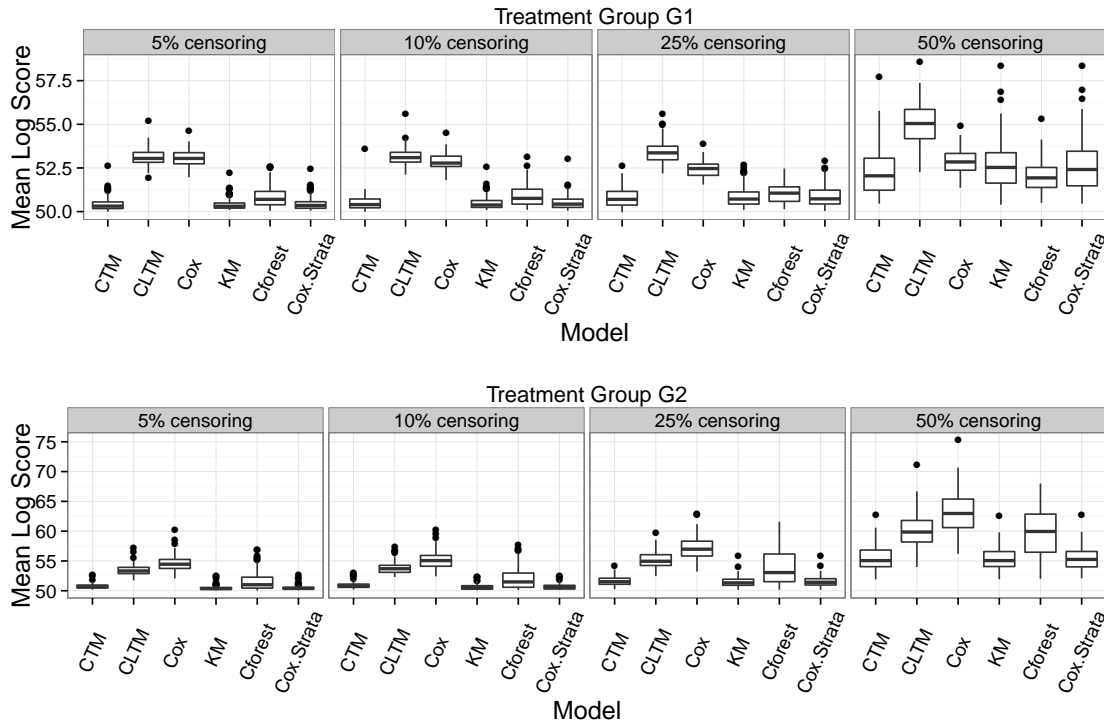 Treatment Group G1
5% censoring 10% censoring 25% censoring 50% censoring
Mean Log Score
57.5
55.0
52.5
50.0
CTM CLTM Cox KM Cforest Cox.Strata CTM CLTM Cox KM Cforest Cox.Strata CTM CLTM Cox KM Cforest Cox.Strata CTM CLTM Cox KM Cforest Cox.Strata
Model
Treatment Group G2
5% censoring 10% censoring 25% censoring 50% censoring
Mean Log Score
75
70
65
60
55
50
CTM CLTM Cox KM Cforest Cox.Strata CTM CLTM Cox KM Cforest Cox.Strata CTM CLTM Cox KM Cforest Cox.Strata CTM CLTM Cox KM Cforest Cox.Strata
Model